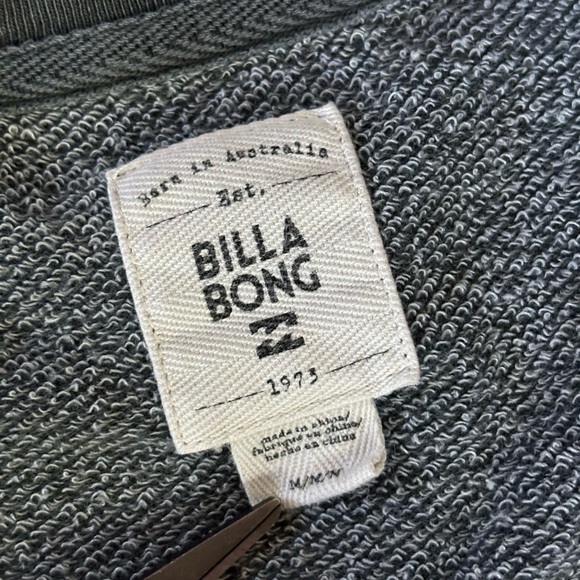 Born in Australia
Est.
BILLA
BONG
1973
made in china/
fabriqué en chine/
hecho en china
M/M/M